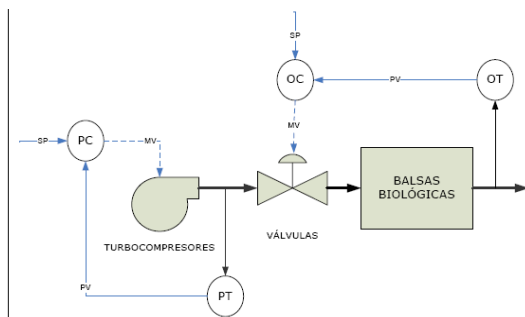 SP
OC
PV
OT
MV
SP
PC
MV
BALSAS
BIOLÓGICAS
TURBOCOMPRESORES
VÁLVULAS
PV
PT